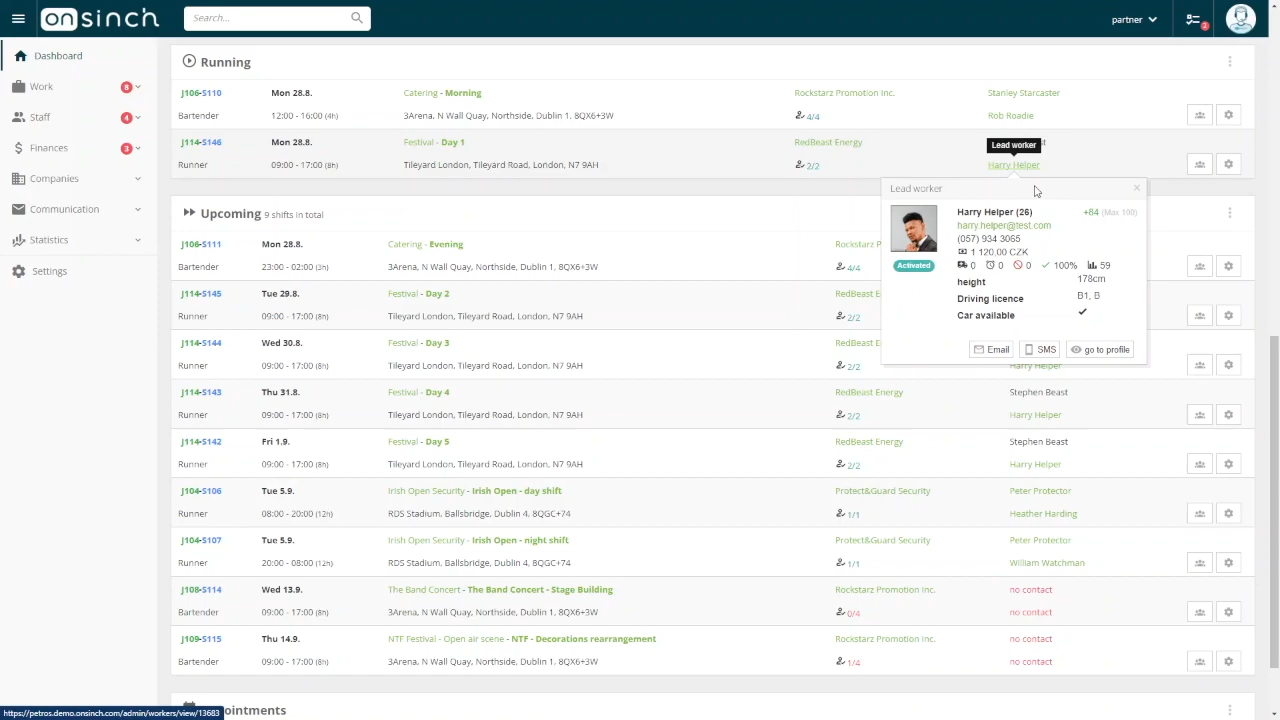 onsinch
Search...
partner
2
Dashboard
Work 8
Staff 4
Finances 3
Companies
Communication
Statistics
Settings
Running
J106-S110 Mon 28.8. Catering - Morning Rockstarz Promotion Inc. Stanley Starcaster
Bartender 12:00 - 16:00 (4h) 3Arena, N Wall Quay, Northside, Dublin 1, 8QX6+3W 4/4 Rob Roadie
J114-S146 Mon 28.8. Festival - Day 1 RedBeast Energy
Lead worker
Runner 09:00 - 17:00 (8h) Tileyard London, Tileyard Road, London, N7 9AH 2/2 Harry Helper
Lead worker ×
Harry Helper (26) +84 (Max 100)
harry.helper@test.com
(057) 934 3065
1 120,00 CZK
Activated 0 0 0 100% 59
height 178cm
Driving licence B1, B
Car available
Email SMS go to profile
Upcoming 9 shifts in total
J106-S111 Mon 28.8. Catering - Evening Rockstarz P
Bartender 23:00 - 02:00 (3h) 3Arena, N Wall Quay, Northside, Dublin 1, 8QX6+3W 4/4
J114-S145 Tue 29.8. Festival - Day 2 RedBeast E
Runner 09:00 - 17:00 (8h) Tileyard London, Tileyard Road, London, N7 9AH 2/2
J114-S144 Wed 30.8. Festival - Day 3 RedBeast E
Runner 09:00 - 17:00 (8h) Tileyard London, Tileyard Road, London, N7 9AH 2/2 Harry Helper
J114-S143 Thu 31.8. Festival - Day 4 RedBeast Energy Stephen Beast
Runner 09:00 - 17:00 (8h) Tileyard London, Tileyard Road, London, N7 9AH 2/2 Harry Helper
J114-S142 Fri 1.9. Festival - Day 5 RedBeast Energy Stephen Beast
Runner 09:00 - 17:00 (8h) Tileyard London, Tileyard Road, London, N7 9AH 2/2 Harry Helper
J104-S106 Tue 5.9. Irish Open Security - Irish Open - day shift Protect&Guard Security Peter Protector
Runner 08:00 - 20:00 (12h) RDS Stadium, Ballsbridge, Dublin 4, 8QGC+74 1/1 Heather Harding
J104-S107 Tue 5.9. Irish Open Security - Irish Open - night shift Protect&Guard Security Peter Protector
Runner 20:00 - 08:00 (12h) RDS Stadium, Ballsbridge, Dublin 4, 8QGC+74 1/1 William Watchman
J108-S114 Wed 13.9. The Band Concert - The Band Concert - Stage Building Rockstarz Promotion Inc. no contact
Bartender 09:00 - 17:00 (8h) 3Arena, N Wall Quay, Northside, Dublin 1, 8QX6+3W 0/4 no contact
J109-S115 Thu 14.9. NTF Festival - Open air scene - NTF - Decorations rearrangement Rockstarz Promotion Inc. no contact
Bartender 09:00 - 17:00 (8h) 3Arena, N Wall Quay, Northside, Dublin 1, 8QX6+3W 1/4 no contact
ointments
https://petros.demo.onsinch.com/admin/workers/view/13683